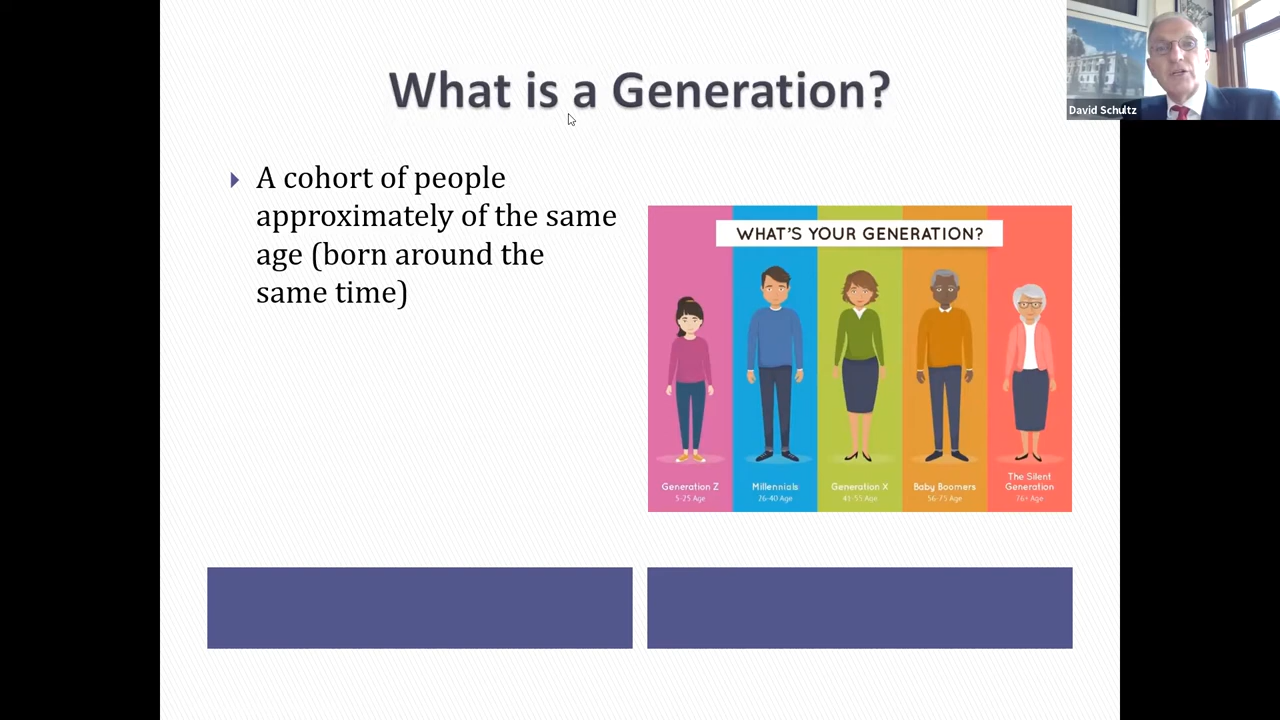 What is a Generation?
David Schultz
A cohort of people
approximately of the same
age (born around the
same time)
WHAT'S YOUR GENERATION?
Generation Z
5-25 Age
Millennials
26-40 Age
Generation X
41-55 Age
Baby Boomers
56-75 Age
The Silent
Generation
76+ Age